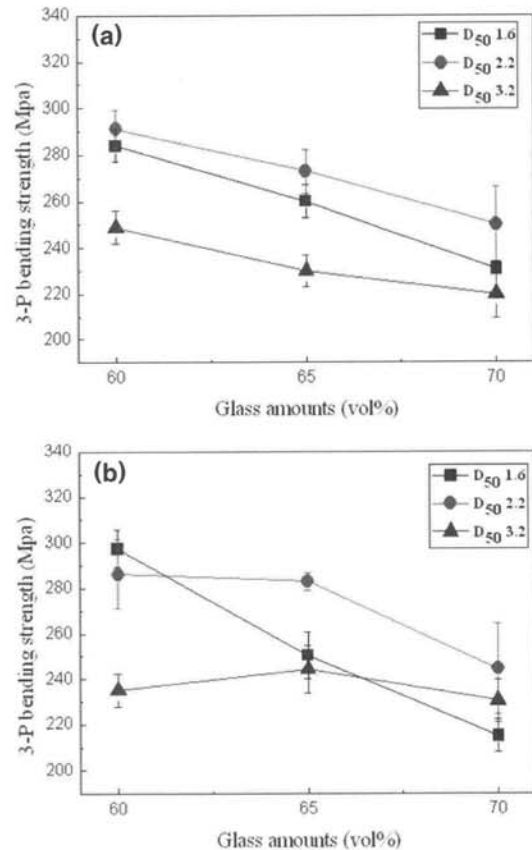 (a)
D50 1.6
D50 2.2
D50 3.2
3-P bending strength (Mpa)
340
320
300
280
260
240
220
200
60
65
70
Glass amounts (vol%)
(b)
D50 1.6
D50 2.2
D50 3.2
3-P bending strength (Mpa)
340
320
300
280
260
240
220
200
60
65
70
Glass amounts (vol%)